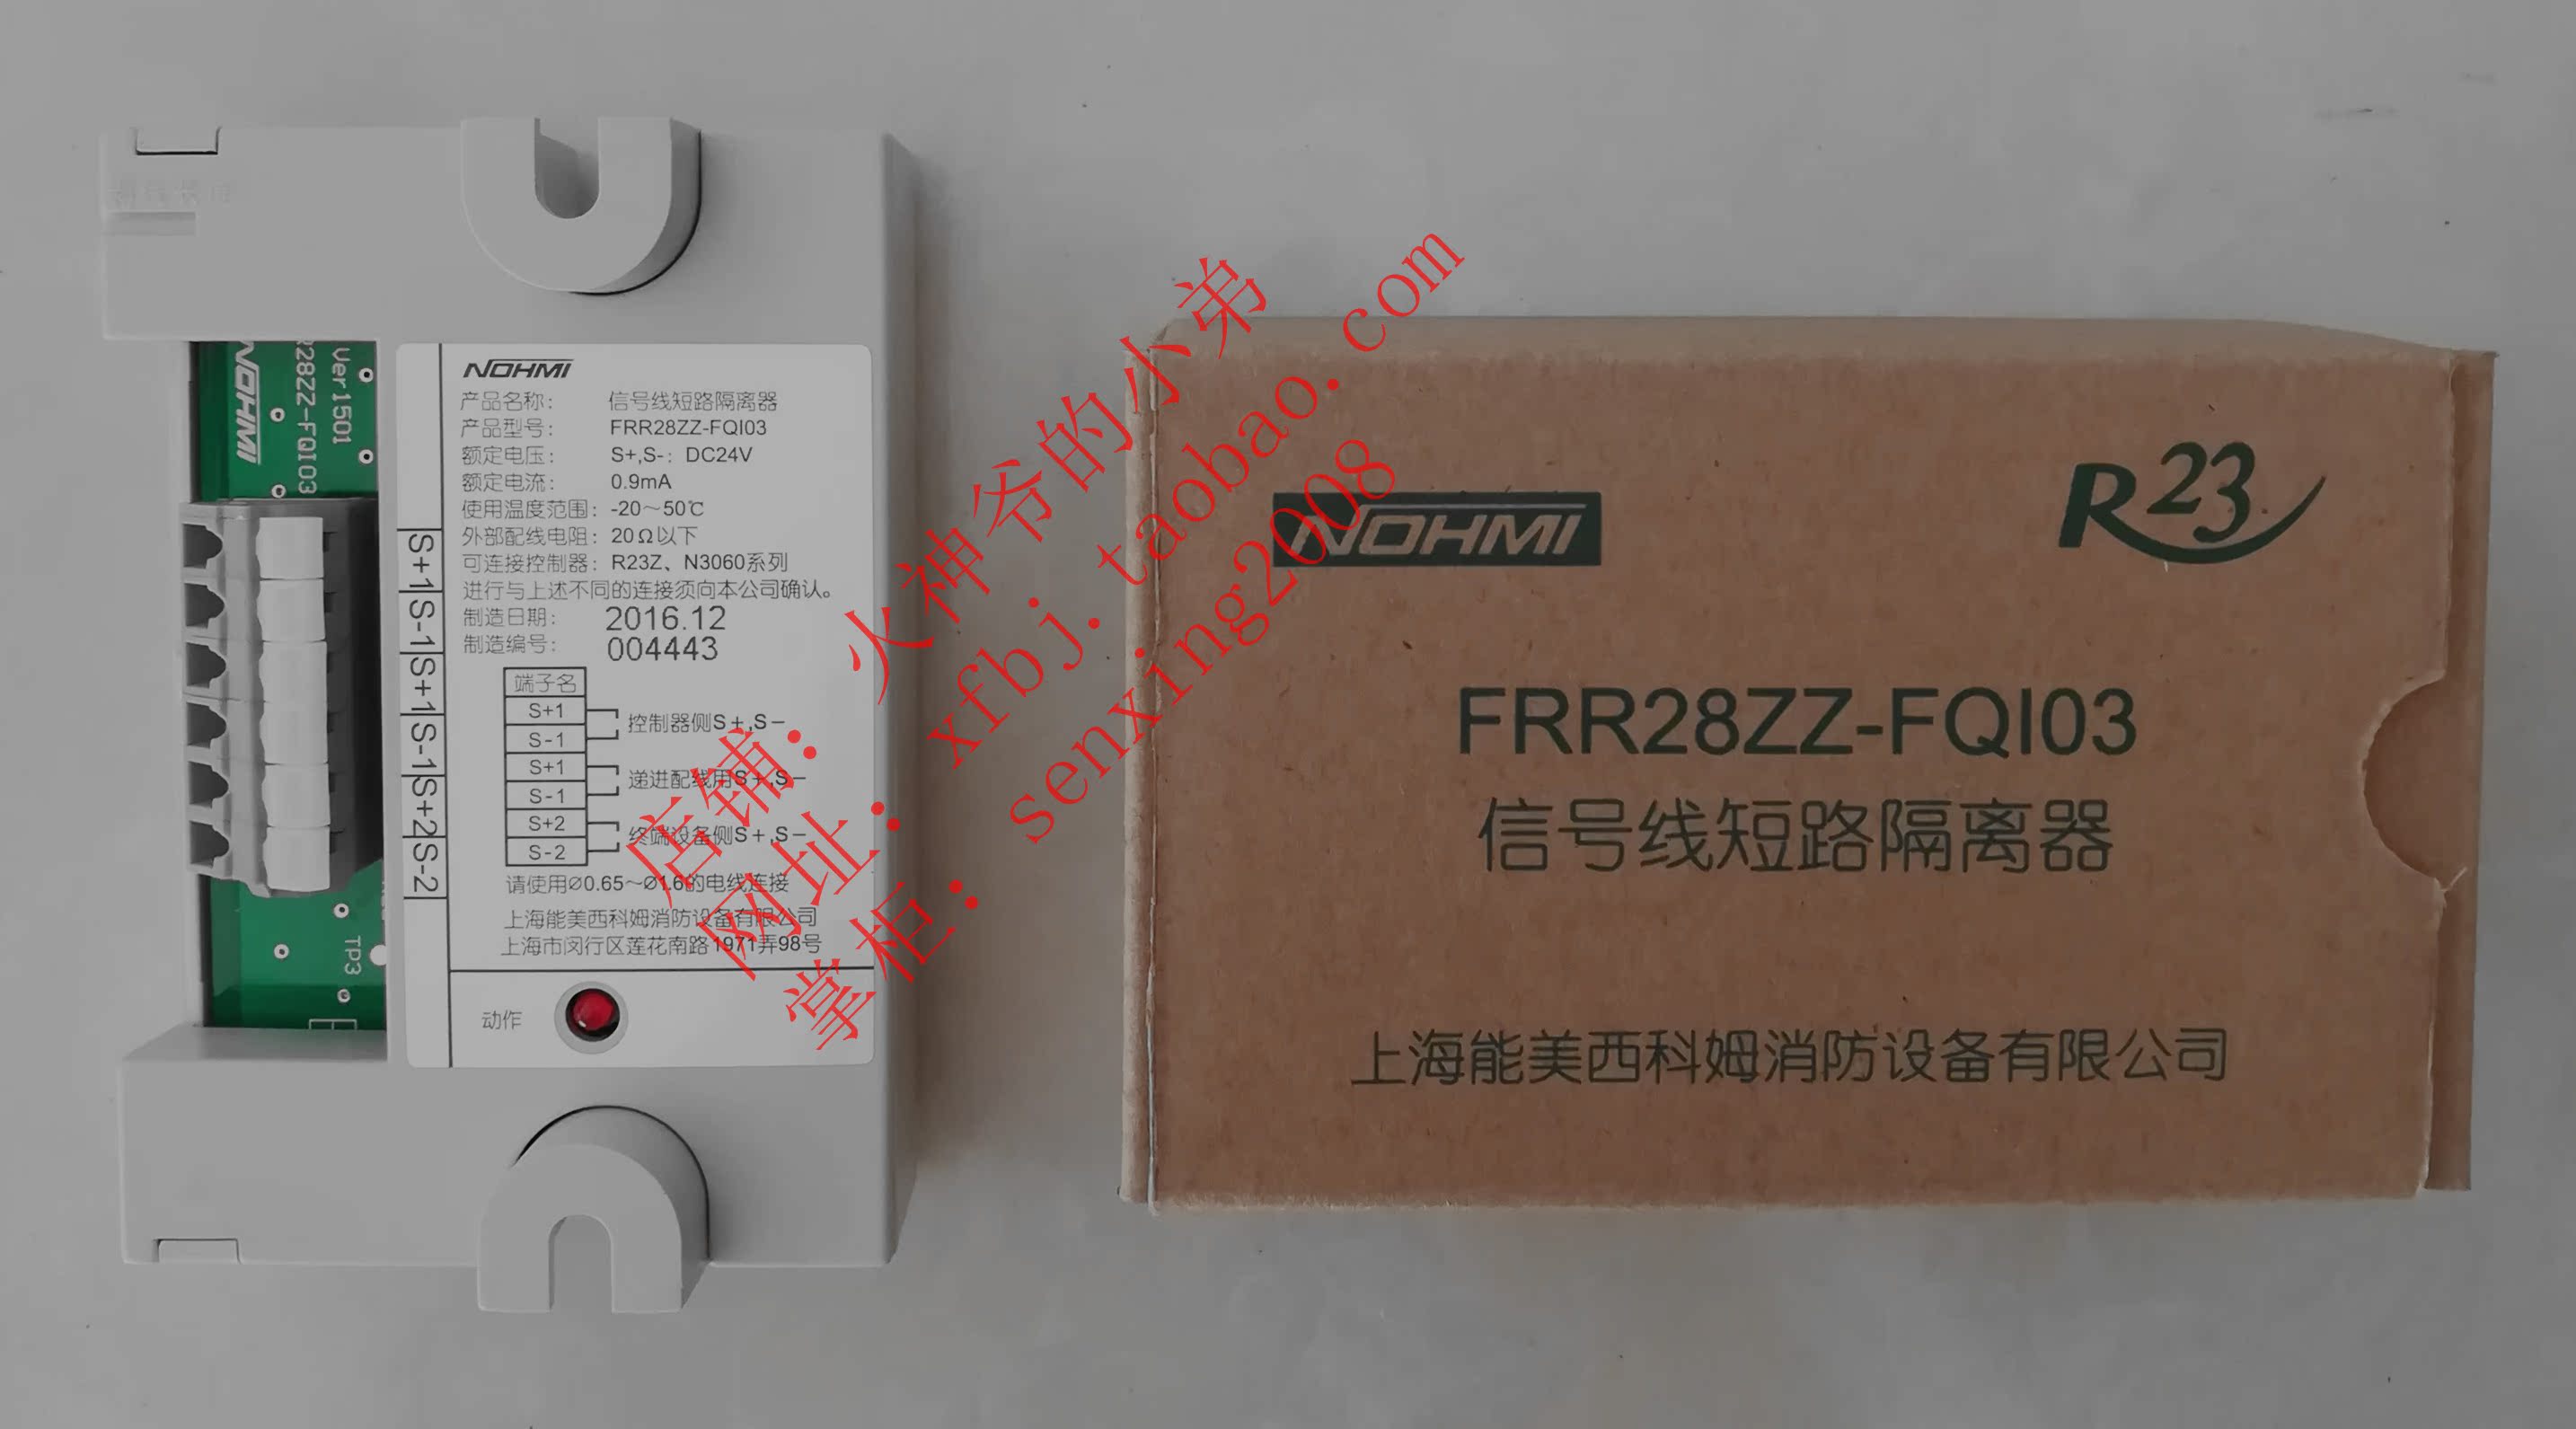 NOHMI
R28ZZ-FQI03
Ver1501
TP3
S+1
S-1
S+1
S-1
S+2
S-2
NOHMI
产品名称: 信号线短路隔离器
产品型号: FRR28ZZ-FQI03
额定电压: S+,S-: DC24V
额定电流: 0.9mA
使用温度范围: -20～50℃
外部配线电阻: 20Ω以下
可连接控制器: R23Z、N3060系列
进行与上述不同的连接须向本公司确认。
制造日期: 2016.12
制造编号: 004443
端子名
S+1
S-1
控制器侧S+,S-
S+1
S-1
递进配线用S+,S-
S+2
S-2
终端设备侧S+,S-
请使用Ø0.65～Ø1.6的电线连接
上海能美西科姆消防设备有限公司
上海市闵行区莲花南路1971弄98号
动作
店铺: 火神爷的小弟
网址: xfbj.taobao.com
掌柜: senxing2008
NOHMI
R23
FRR28ZZ-FQI03
信号线短路隔离器
上海能美西科姆消防设备有限公司